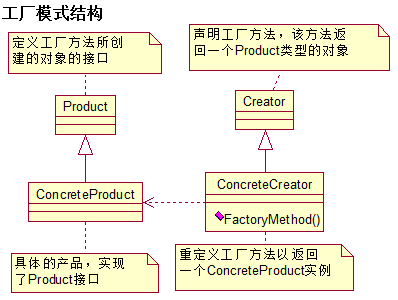 工厂模式结构
定义工厂方法所创
建的对象的接口
声明工厂方法，该方法返
回一个Product类型的对象
Product
Creator
ConcreteProduct
ConcreteCreator
FactoryMethod()
具体的产品，实现
了Product接口
重定义工厂方法以返回
一个ConcreteProduct实例